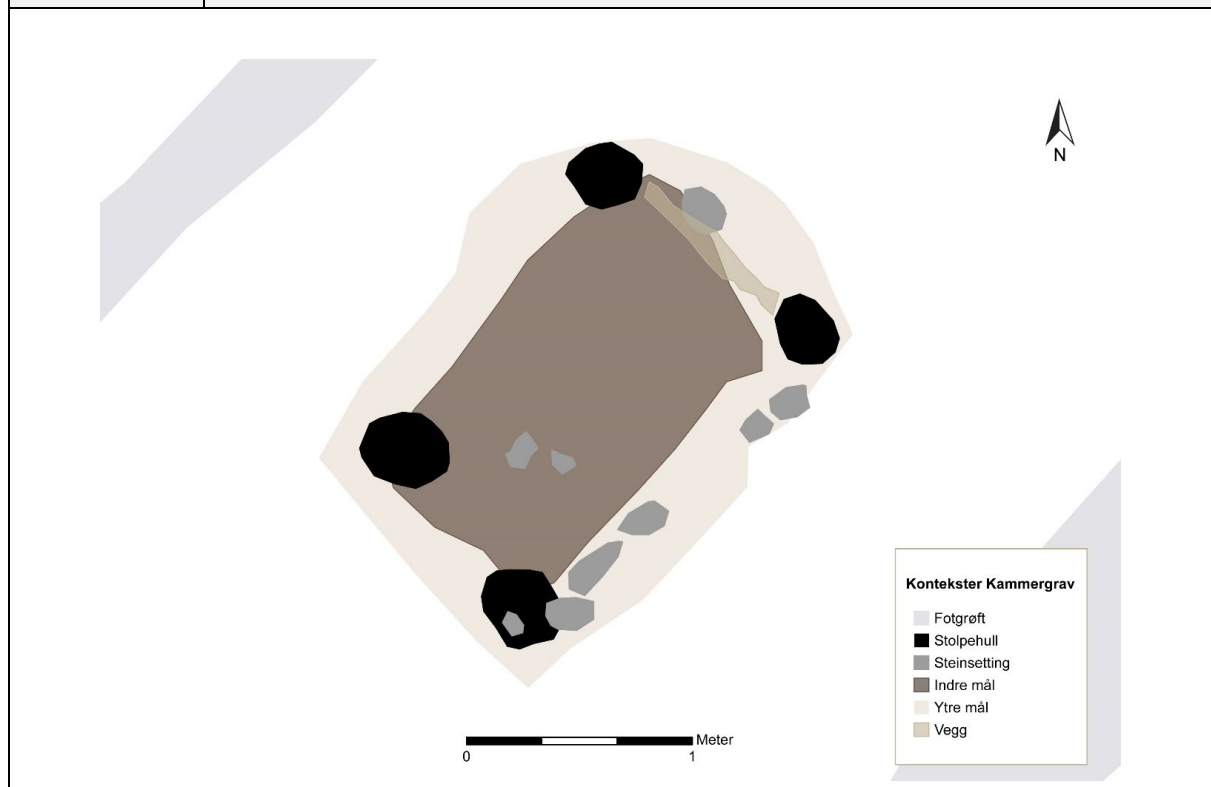 N
Kontekster Kammergrav
Fotgrøft
Stolpehull
Steinsetting
Indre mål
Ytre mål
Vegg
Meter
0 1